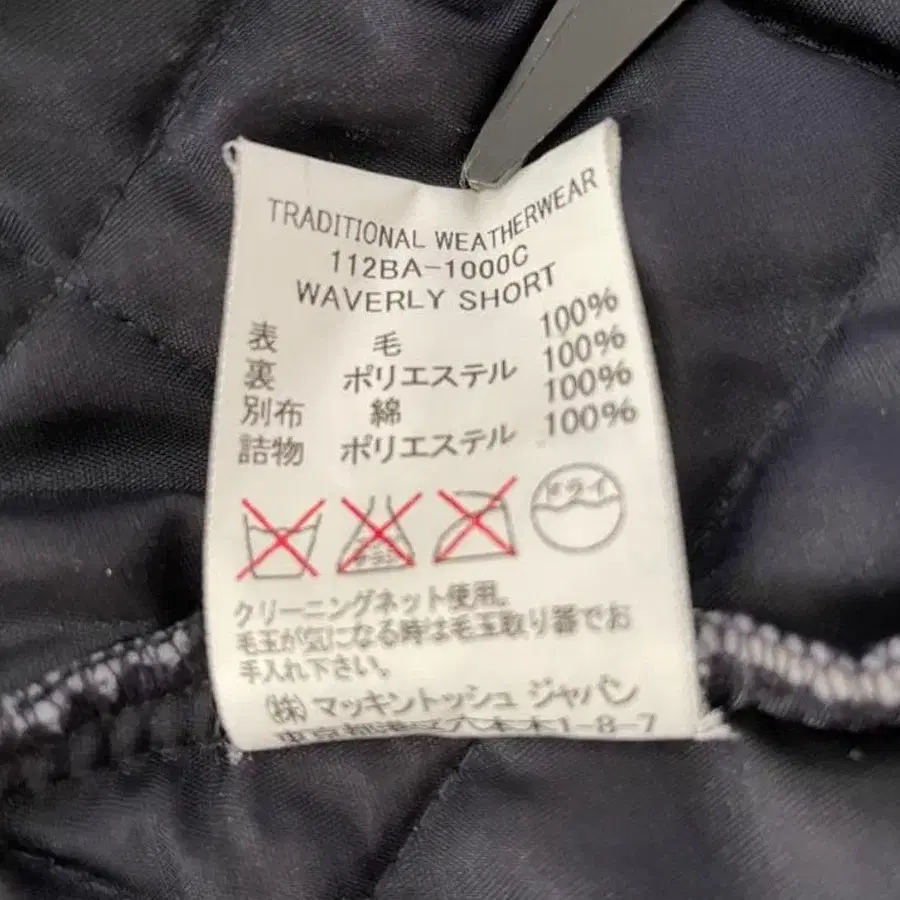 TRADITIONAL WEATHERWEAR
112BA-1000C
WAVERLY SHORT
表 毛 100%
裏 ポリエステル 100%
別布 綿 100%
詰物 ポリエステル 100%
ドライ
クリーニングネット使用。
毛玉が気になる時は毛玉取り器でお
手入れ下さい。
(株) マッキントッシュ ジャパン
東京都港区六本木1-8-7